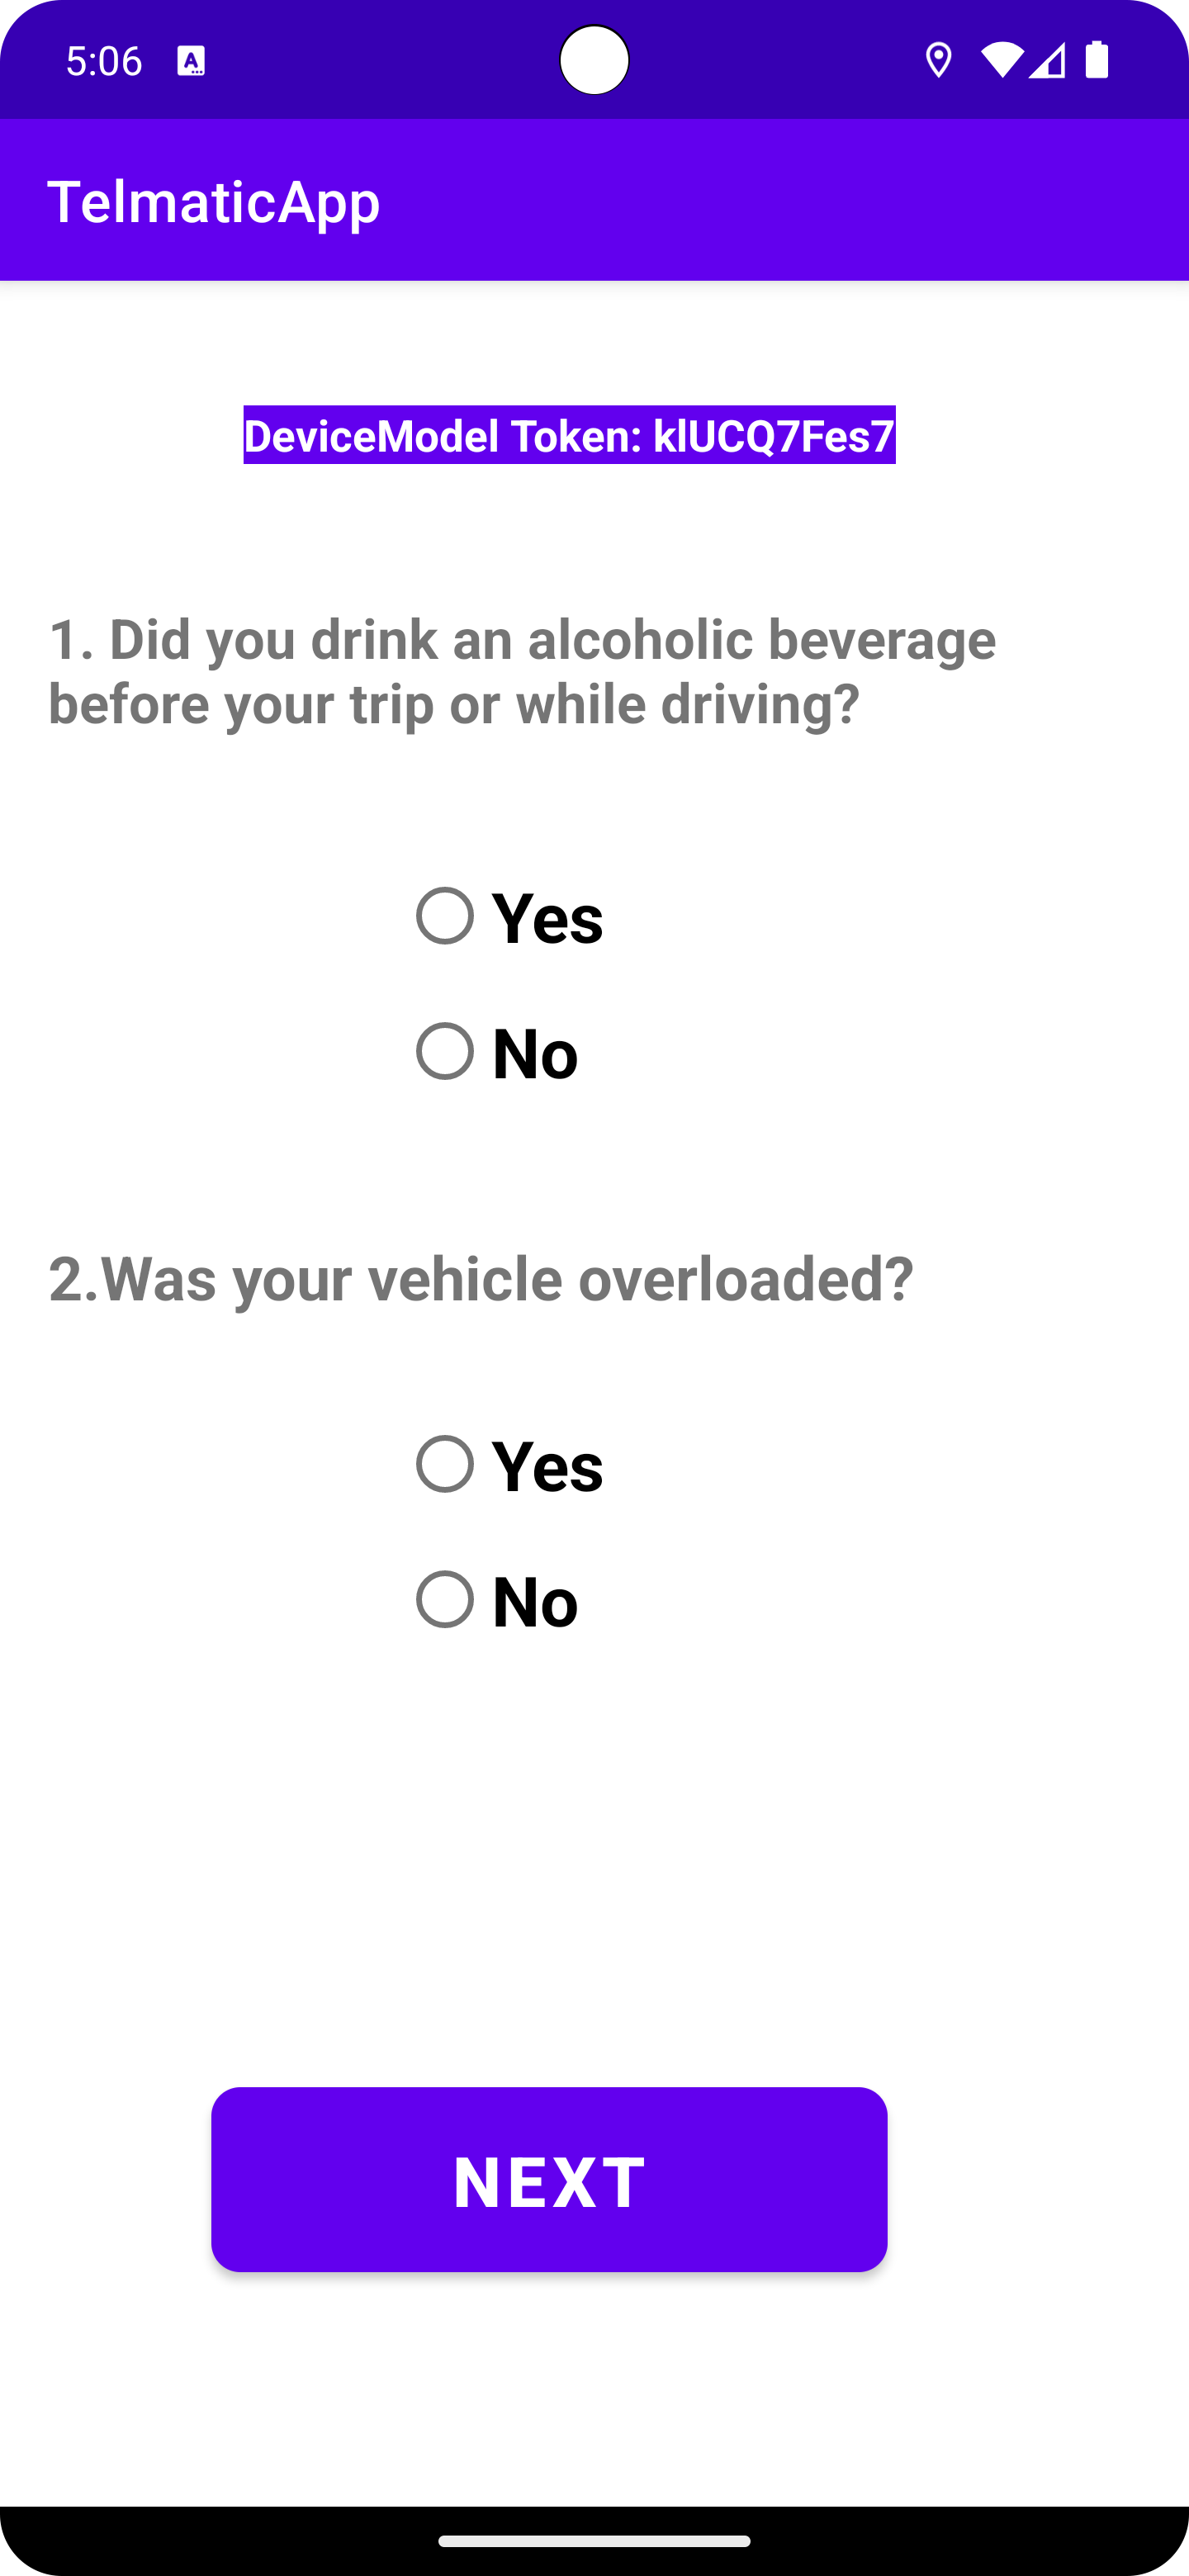 5:06
TelmaticApp
DeviceModel Token: klUCQ7Fes7
1. Did you drink an alcoholic beverage
before your trip or while driving?
Yes
No
2.Was your vehicle overloaded?
Yes
No
NEXT